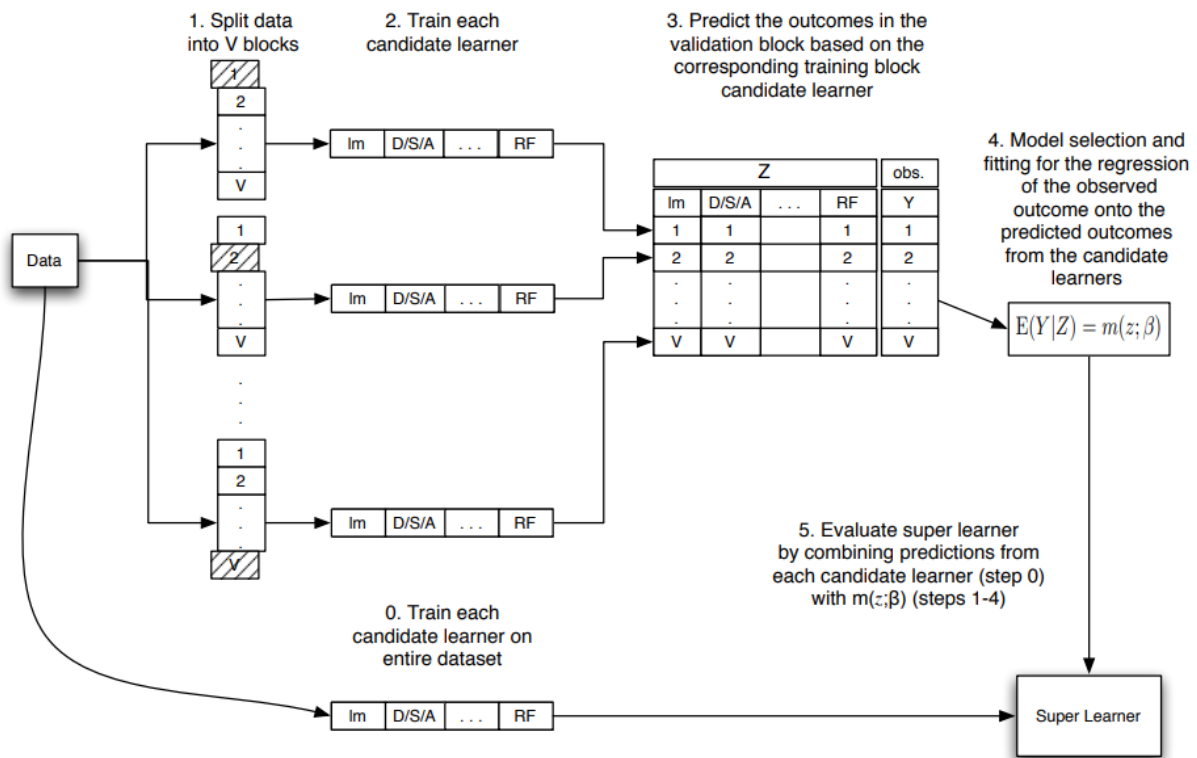 1. Split data
into V blocks
2. Train each
candidate learner
3. Predict the outcomes in the
validation block based on the
corresponding training block
candidate learner
4. Model selection and
fitting for the regression
of the observed
outcome onto the
predicted outcomes
from the candidate
learners
Data
1
2
.
.
.
V
lm D/S/A . . . RF
1
2
.
.
.
V
lm D/S/A . . . RF
.
.
.
1
2
.
.
.
V
lm D/S/A . . . RF
Z obs.
lm D/S/A . . . RF Y
1 1 1 1
2 2 2 2
. . . .
. . . .
. . . .
V V V V
E(Y|Z) = m(z; β)
5. Evaluate super learner
by combining predictions from
each candidate learner (step 0)
with m(z;β) (steps 1-4)
0. Train each
candidate learner on
entire dataset
lm D/S/A . . . RF
Super Learner